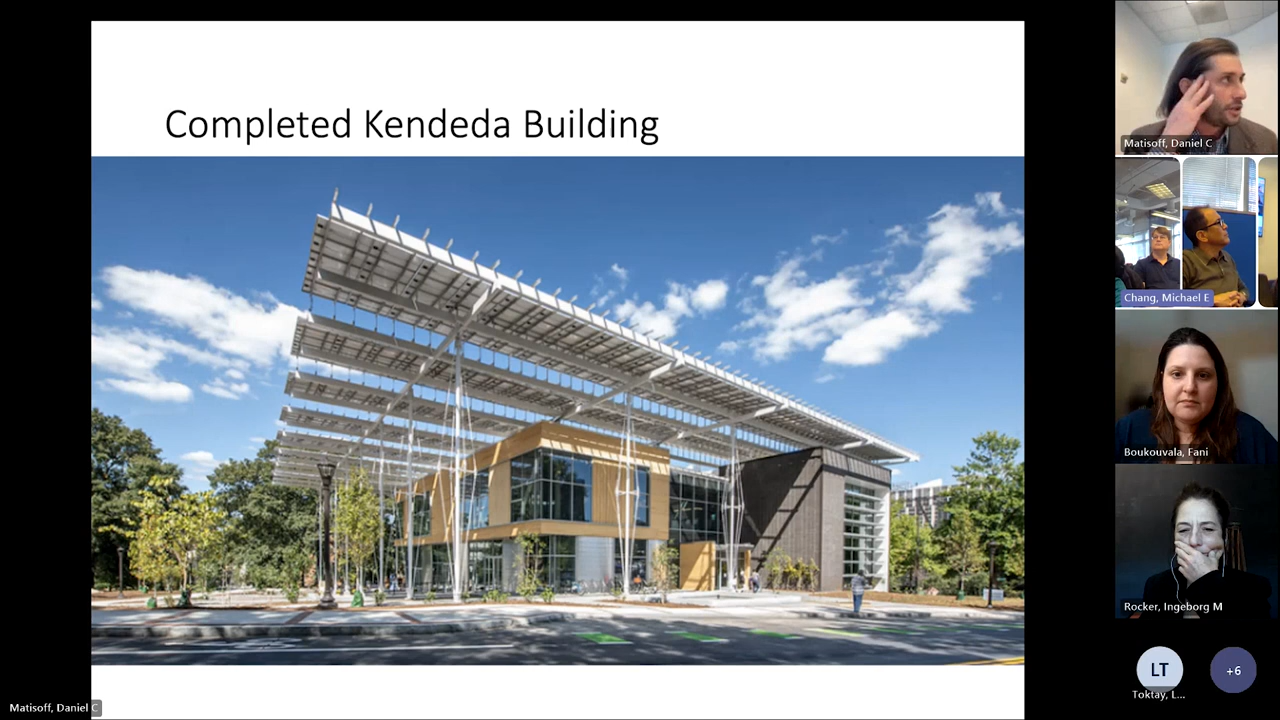 Completed Kendeda Building
Matisoff, Daniel C
Chang, Michael E
Boukouvala, Fani
Rocker, Ingeborg M
LT
+6
Toktay, L...
Matisoff, Daniel C